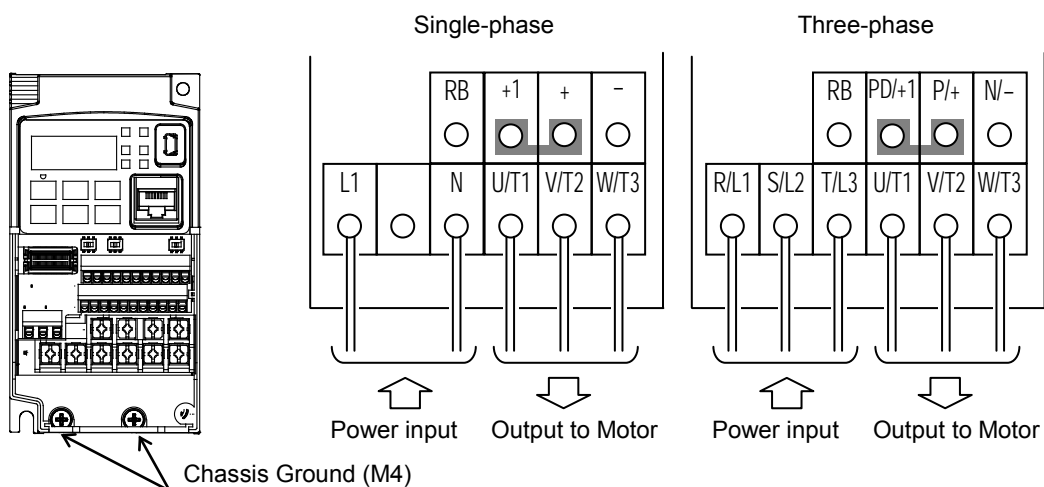 Single-phase
Three-phase
RB +1 + −
L1 N U/T1 V/T2 W/T3
RB PD/+1 P/+ N/−
R/L1 S/L2 T/L3 U/T1 V/T2 W/T3
Power input Output to Motor
Power input Output to Motor
Chassis Ground (M4)